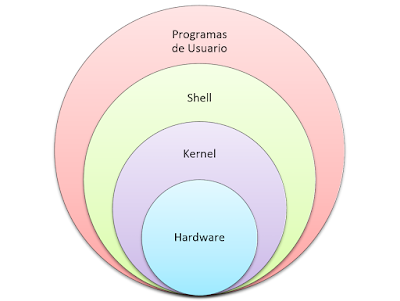 Programas
de Usuario
Shell
Kernel
Hardware